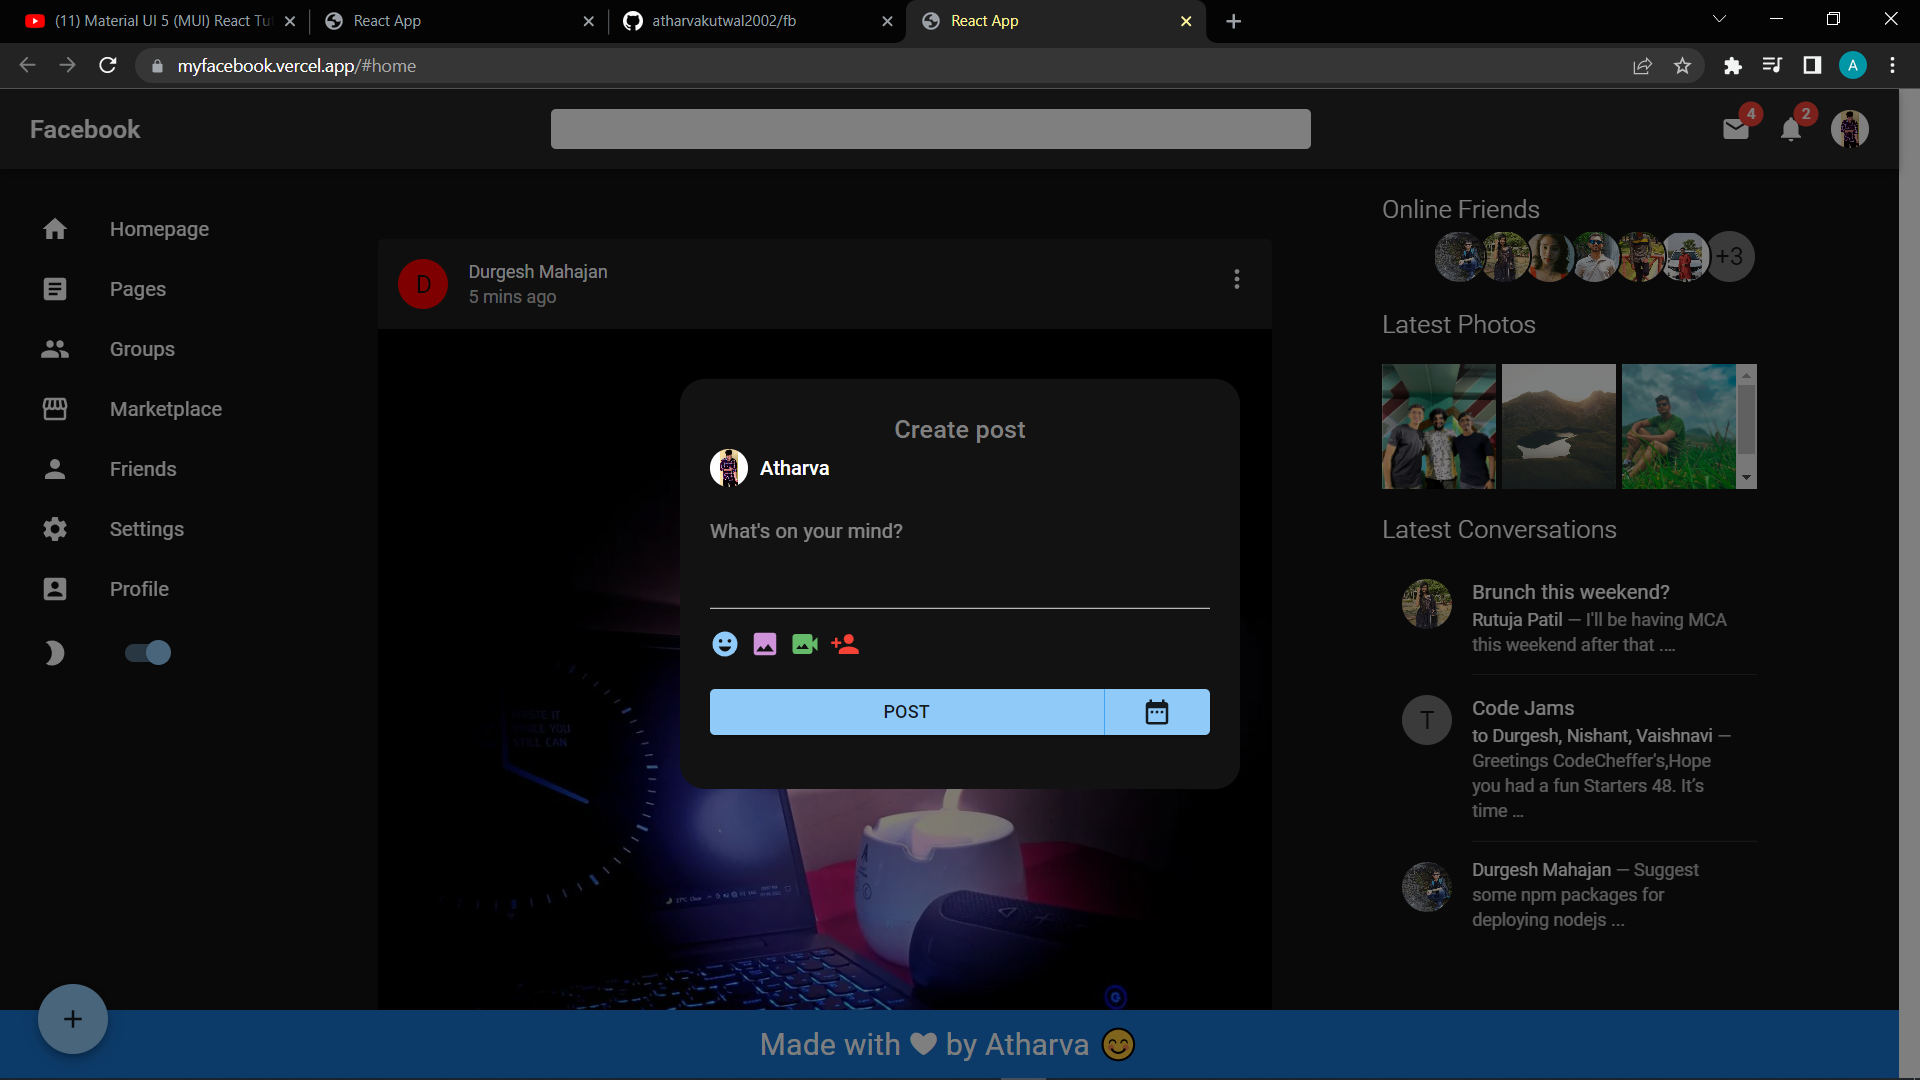 (11) Material UI 5 (MUI) React Tu
React App
atharvakutwal2002/fb
React App
A
myfacebook.vercel.app/#home
Facebook
4
2
Homepage
Pages
Groups
Marketplace
Friends
Settings
Profile
D
Durgesh Mahajan
5 mins ago
Create post
Atharva
What's on your mind?
POST
STILL CAN
Online Friends
+3
Latest Photos
Latest Conversations
Brunch this weekend?
Rutuja Patil — I'll be having MCA
this weekend after that ....
T
Code Jams
to Durgesh, Nishant, Vaishnavi —
Greetings CodeCheffer's,Hope
you had a fun Starters 48. It's
time ...
Durgesh Mahajan — Suggest
some npm packages for
deploying nodejs ...
+
Made with 🤍 by Atharva 😊